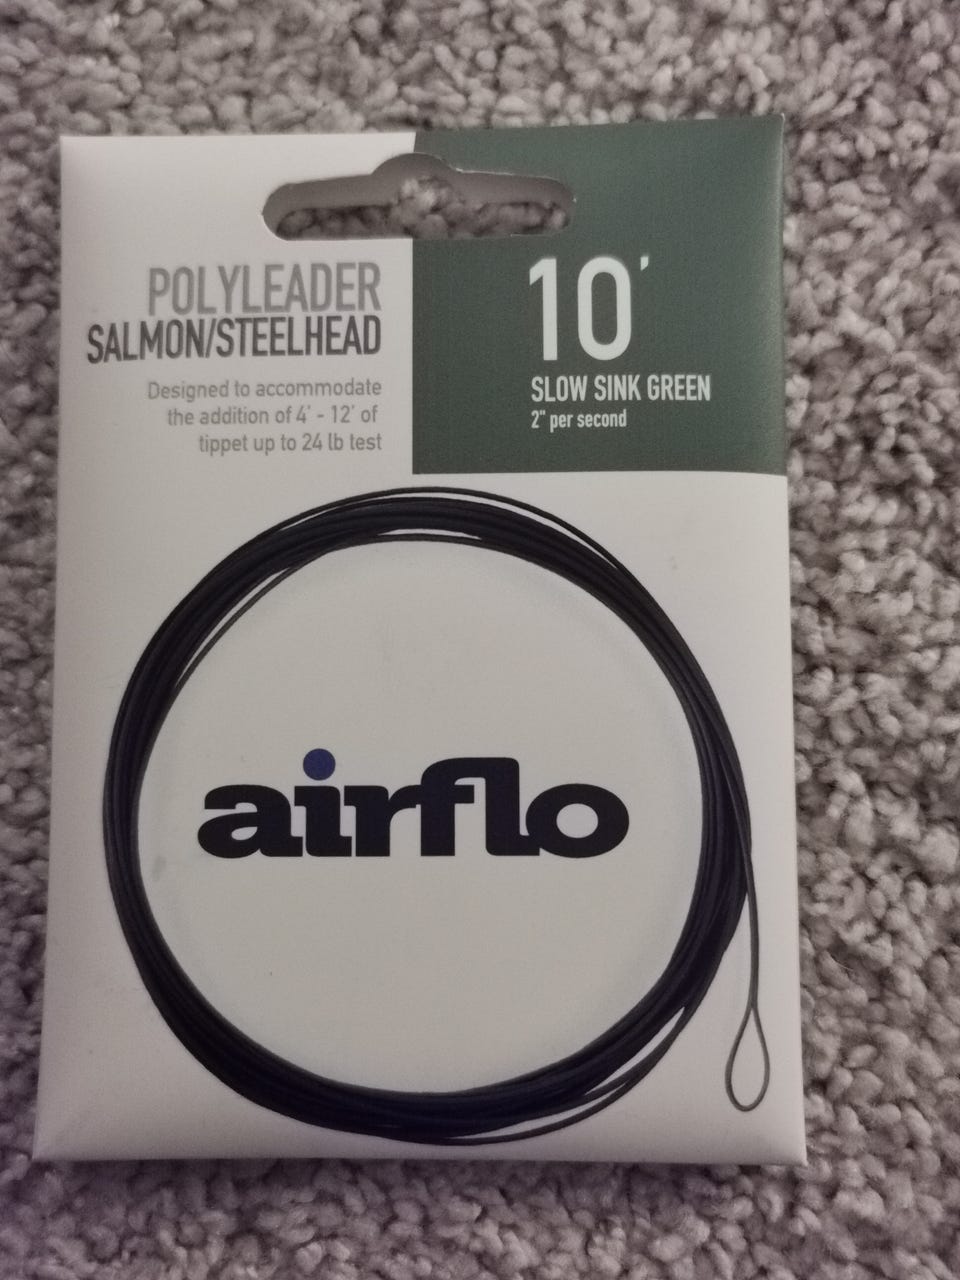 POLYLEADER
SALMON/STEELHEAD
Designed to accommodate
the addition of 4' - 12' of
tippet up to 24 lb test
10'
SLOW SINK GREEN
2" per second
airflo